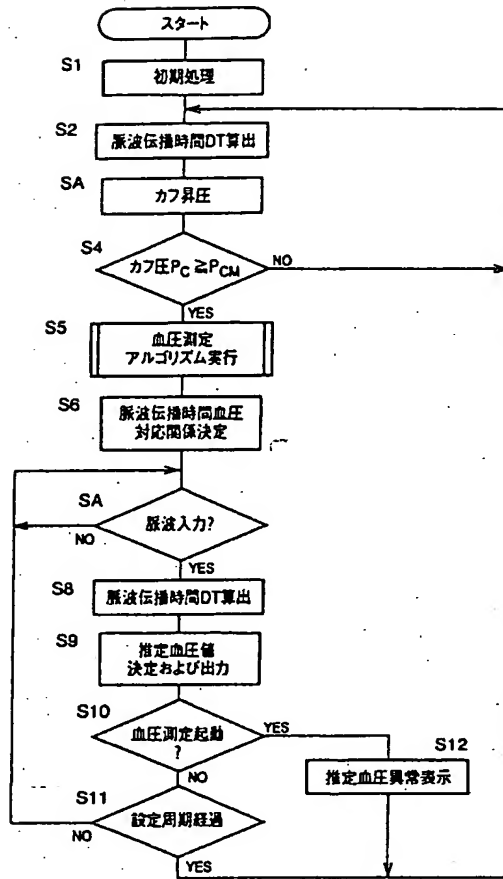 スタート
S1
初期処理
S2
脈波伝播時間DT算出
SA
カフ昇圧
S4
カフ圧PC≧PCM
NO
YES
S5
血圧測定
アルゴリズム実行
S6
脈波伝播時間血圧
対応関係決定
SA
脈波入力?
NO
YES
S8
脈波伝播時間DT算出
S9
推定血圧値
決定および出力
S10
血圧測定起動
?
YES
NO
S12
推定血圧異常表示
S11
設定周期経過
NO
YES